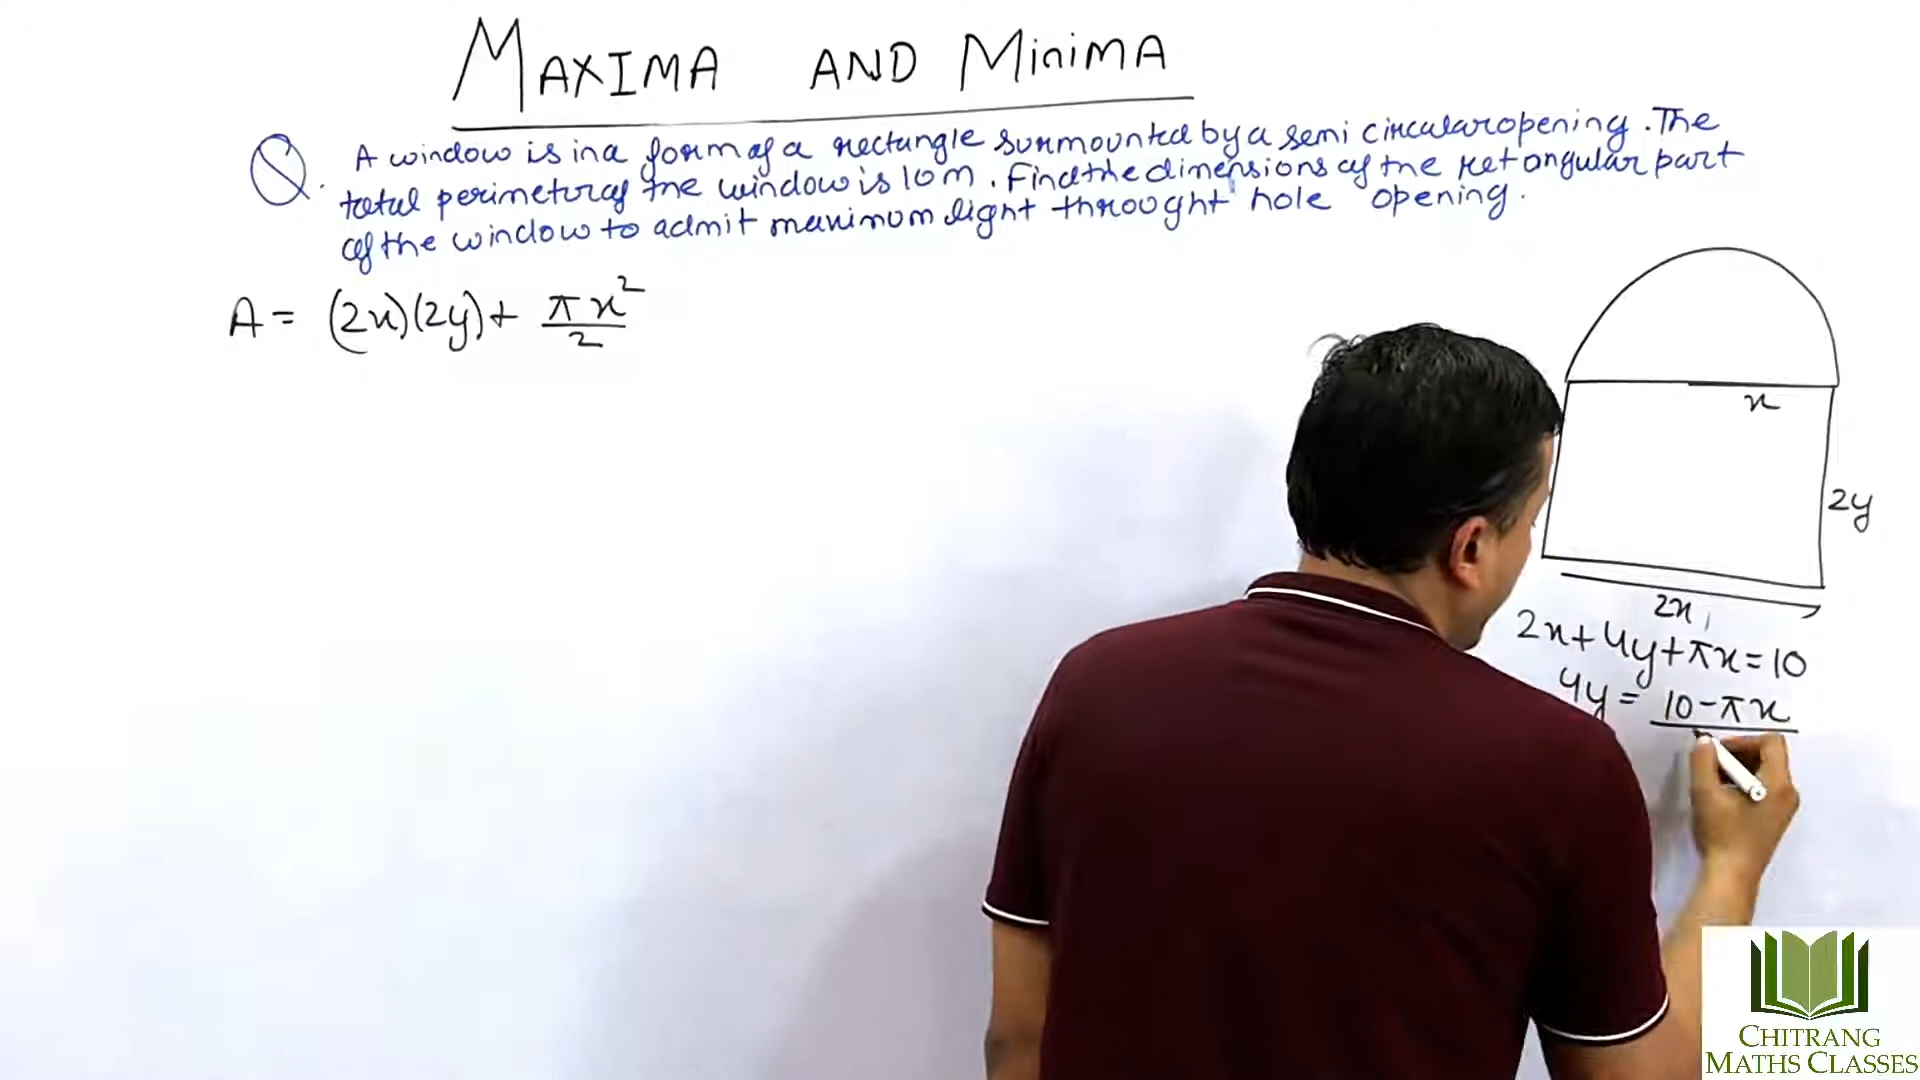 MAXIMA AND MINIMA
Q. A window is in a form of a rectangle surmounted by a semi circular opening. The
total perimeter of the window is 10m. Find the dimensions of the retangular part
of the window to admit maximum light throught hole opening.
A = (2x)(2y) + πx²/2
x
2y
2x
2x+4y+πx=10
4y = 10-πx
CHITRANG
MATHS CLASSES